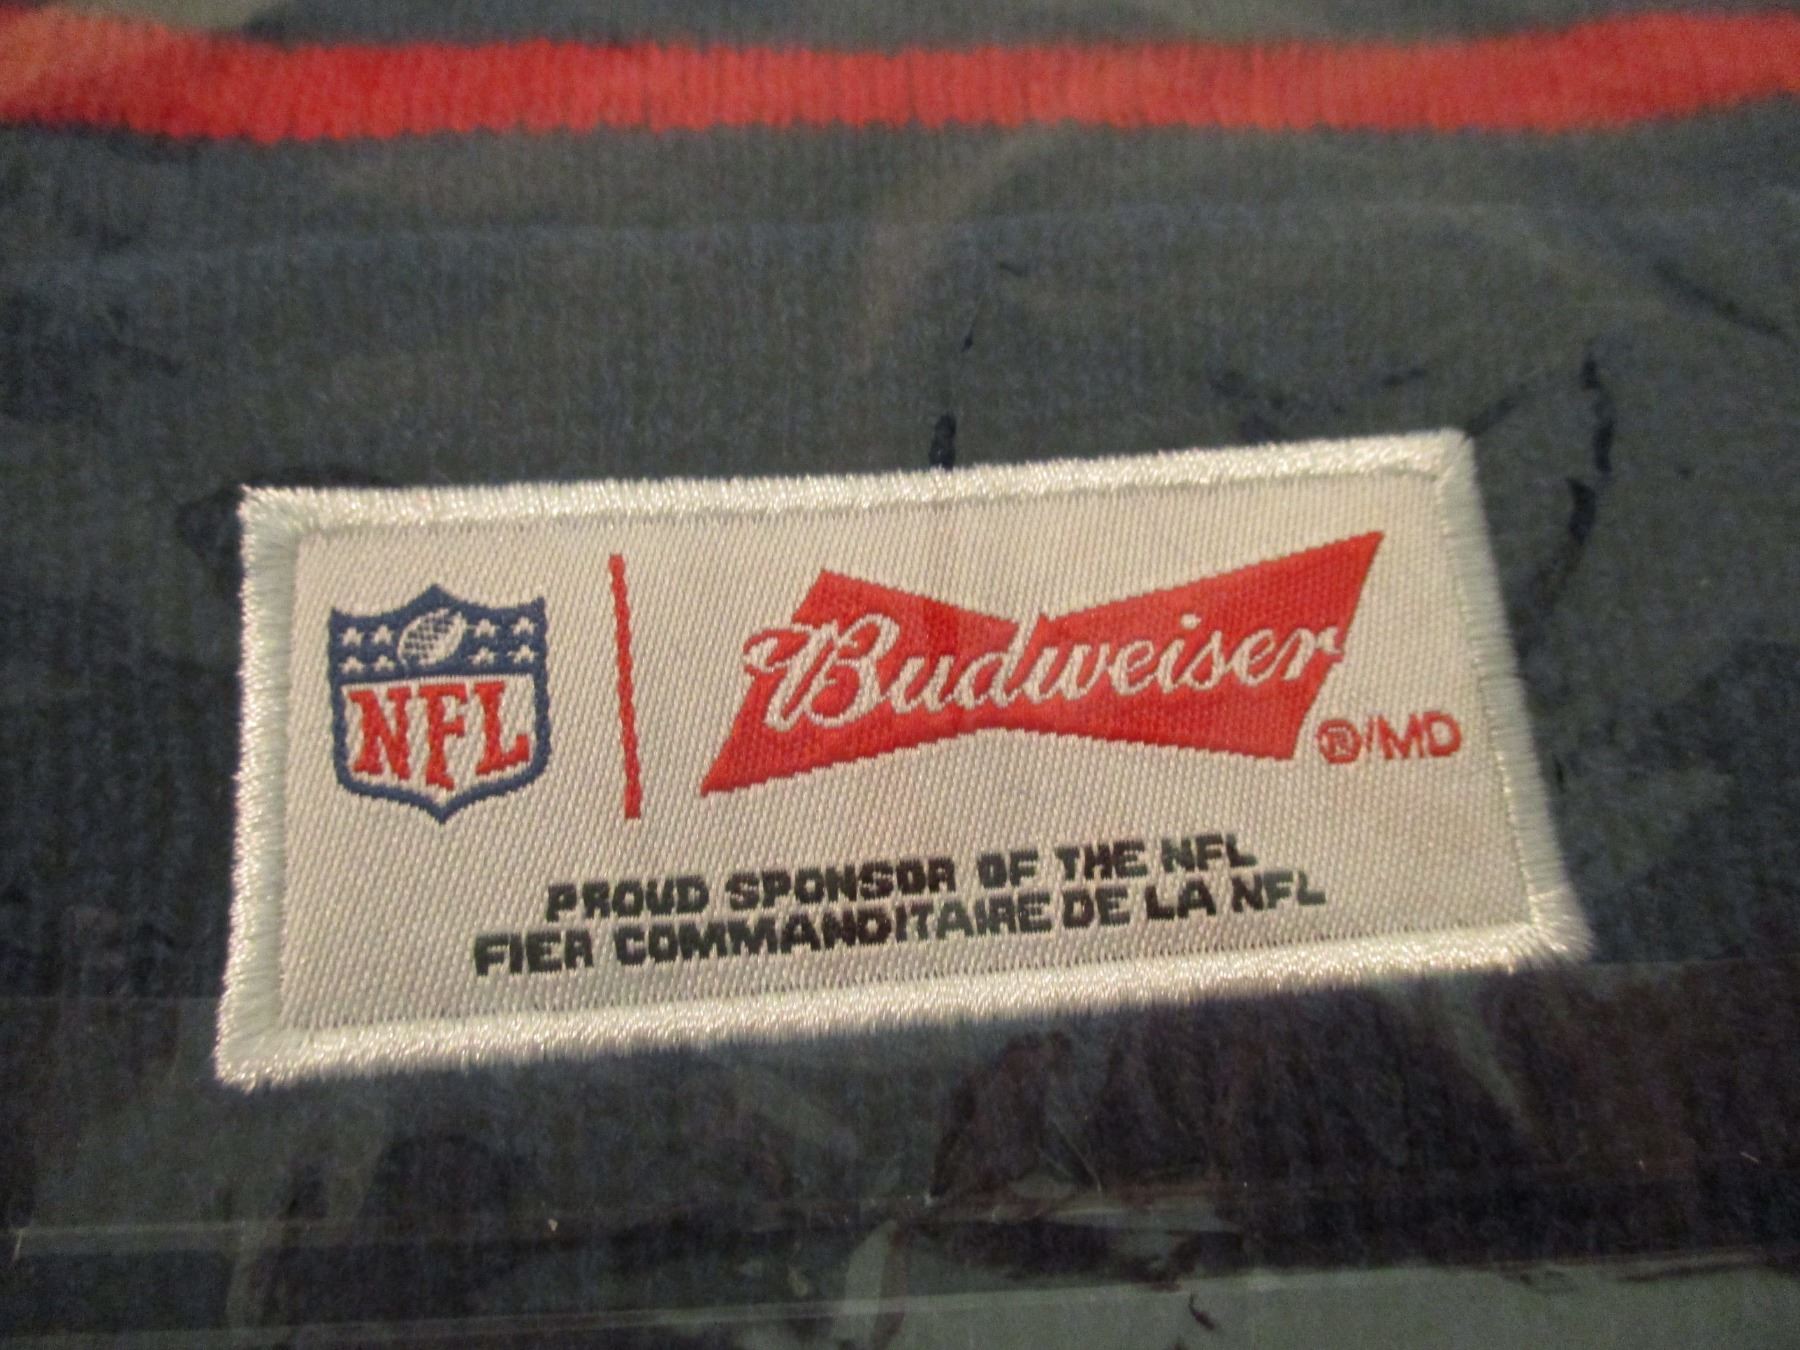 NFL
Budweiser
®/MD
PROUD SPONSOR OF THE NFL
FIER COMMANDITAIRE DE LA NFL